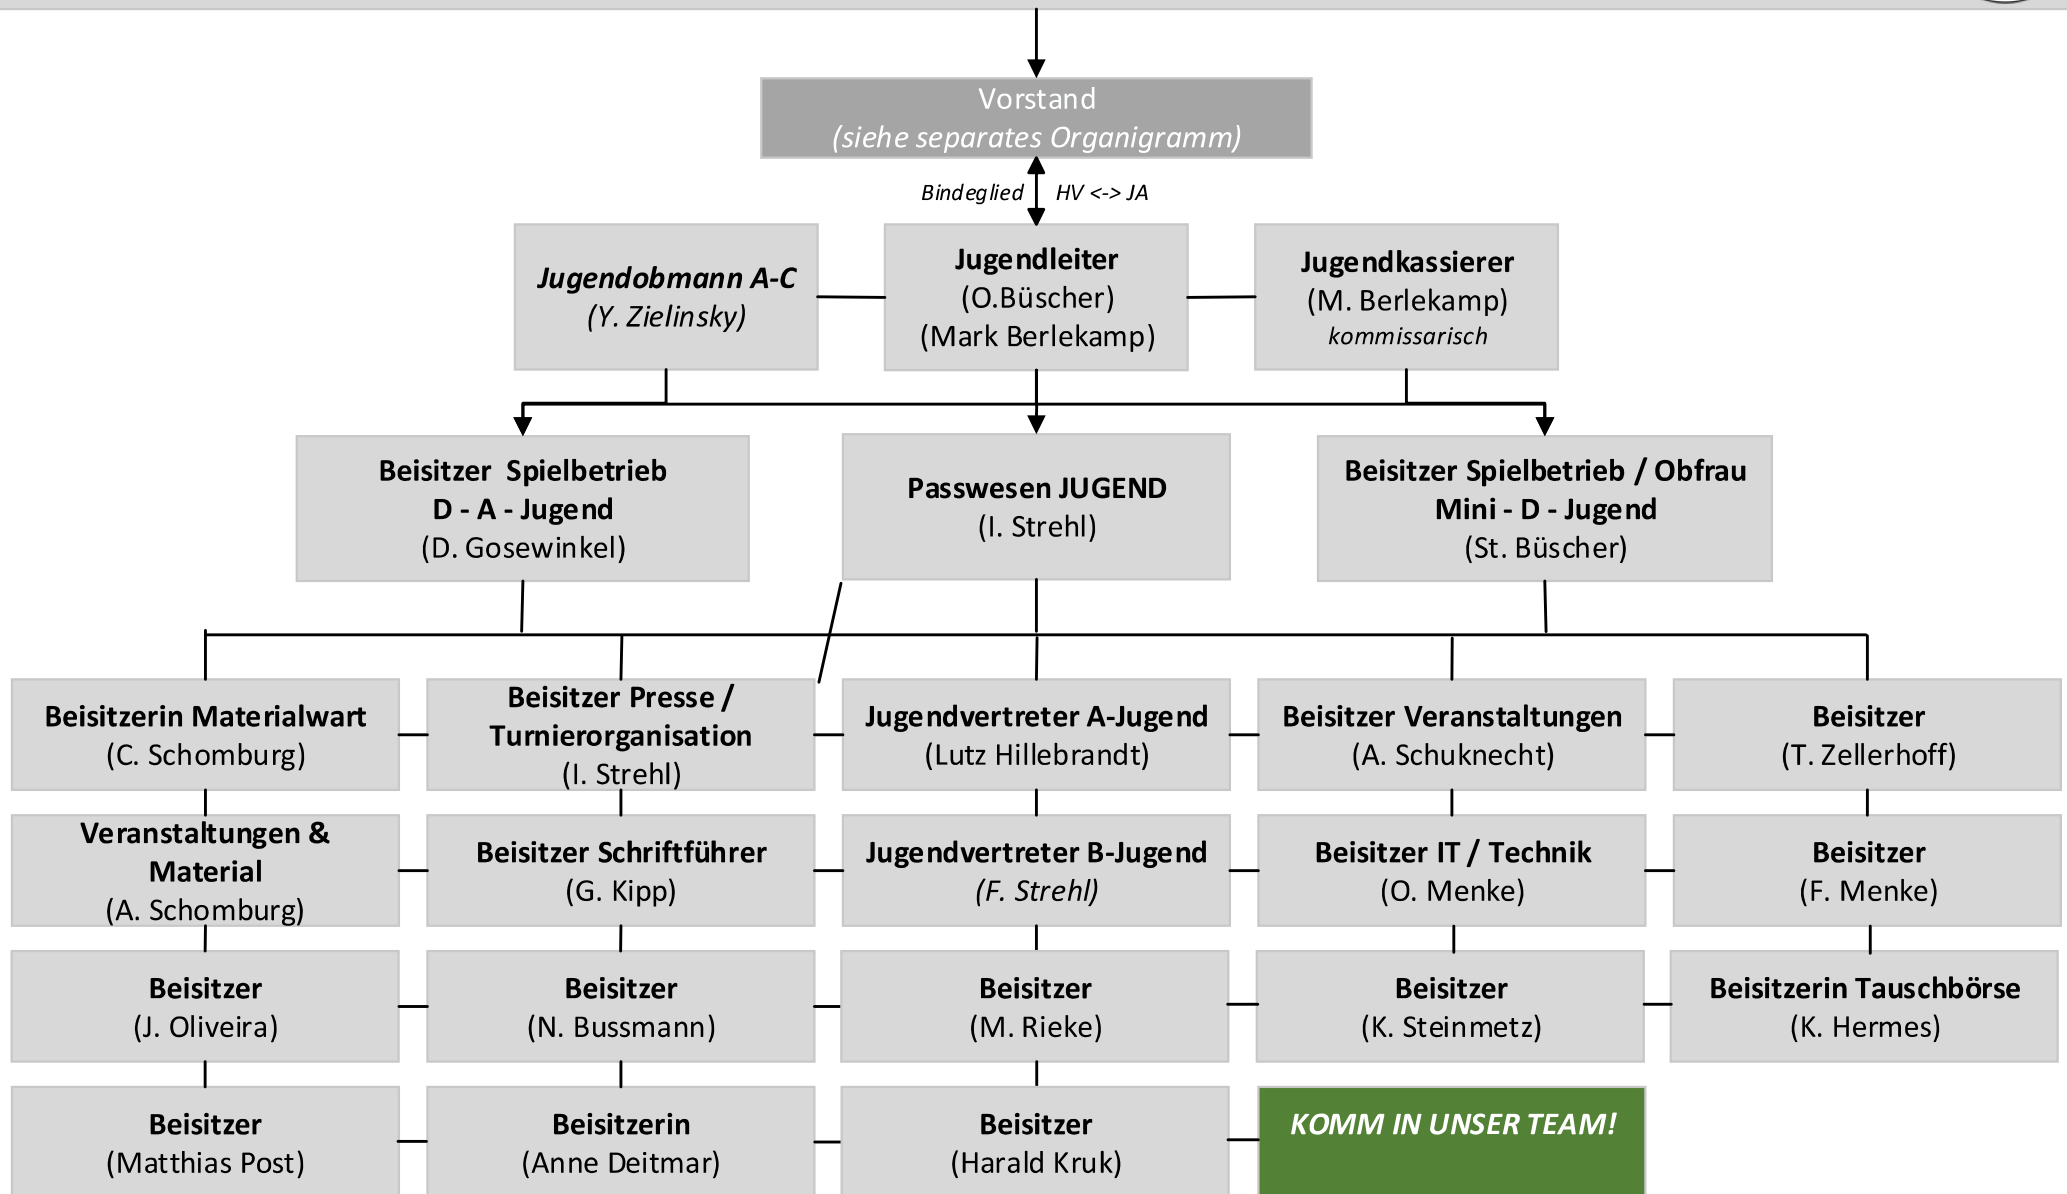 Vorstand
(siehe separates Organigramm)
Bindeglied HV <-> JA
Jugendobmann A-C
(Y. Zielinsky)
Jugendleiter
(O.Büscher)
(Mark Berlekamp)
Jugendkassierer
(M. Berlekamp)
kommissarisch
Beisitzer Spielbetrieb
D - A - Jugend
(D. Gosewinkel)
Passwesen JUGEND
(I. Strehl)
Beisitzer Spielbetrieb / Obfrau
Mini - D - Jugend
(St. Büscher)
Beisitzerin Materialwart
(C. Schomburg)
Beisitzer Presse /
Turnierorganisation
(I. Strehl)
Jugendvertreter A-Jugend
(Lutz Hillebrandt)
Beisitzer Veranstaltungen
(A. Schuknecht)
Beisitzer
(T. Zellerhoff)
Veranstaltungen &
Material
(A. Schomburg)
Beisitzer Schriftführer
(G. Kipp)
Jugendvertreter B-Jugend
(F. Strehl)
Beisitzer IT / Technik
(O. Menke)
Beisitzer
(F. Menke)
Beisitzer
(J. Oliveira)
Beisitzer
(N. Bussmann)
Beisitzer
(M. Rieke)
Beisitzer
(K. Steinmetz)
Beisitzerin Tauschbörse
(K. Hermes)
Beisitzer
(Matthias Post)
Beisitzerin
(Anne Deitmar)
Beisitzer
(Harald Kruk)
KOMM IN UNSER TEAM!